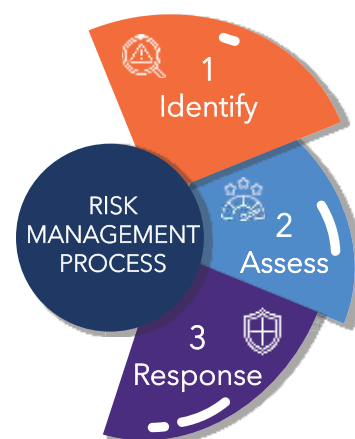 1
Identify
RISK
MANAGEMENT
PROCESS
2
Assess
3
Response